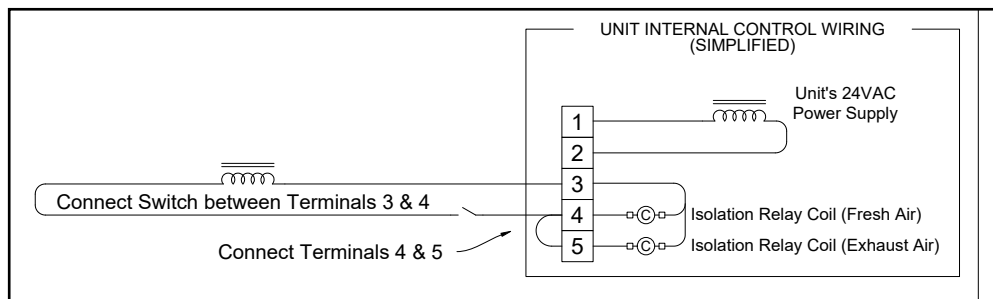 UNIT INTERNAL CONTROL WIRING
(SIMPLIFIED)
Unit's 24VAC
Power Supply
1
2
3
4
5
Connect Switch between Terminals 3 & 4
C
Isolation Relay Coil (Fresh Air)
Connect Terminals 4 & 5
C
Isolation Relay Coil (Exhaust Air)